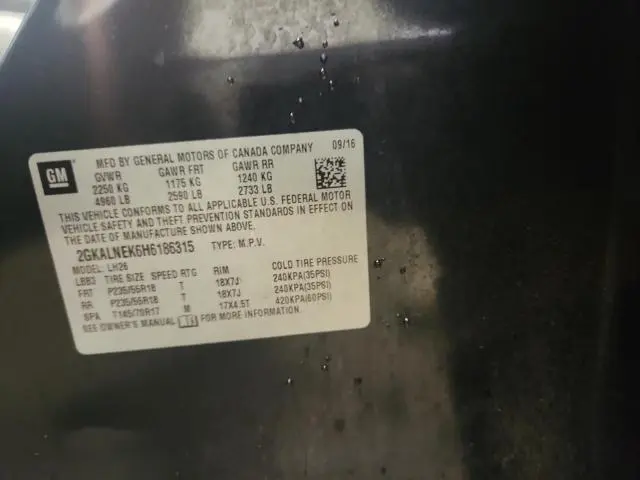 GM
MFD BY GENERAL MOTORS OF CANADA COMPANY 09/16
GVWR GAWR FRT GAWR RR
2250 KG 1175 KG 1240 KG
4960 LB 2590 LB 2733 LB
THIS VEHICLE CONFORMS TO ALL APPLICABLE U.S. FEDERAL MOTOR
VEHICLE SAFETY AND THEFT PREVENTION STANDARDS IN EFFECT ON
THE DATE OF MANUFACTURE SHOWN ABOVE.
2GKALNEK6H6186315 TYPE: M.P.V.
MODEL: LH26
LBB3 TIRE SIZE SPEED RTG RIM COLD TIRE PRESSURE
FRT P235/55R18 T 18X7J 240KPA(35PSI)
RR P235/55R18 T 18X7J 240KPA(35PSI)
SPA T145/70R17 M 17X4.5T 420KPA(60PSI)
SEE OWNER'S MANUAL FOR MORE INFORMATION.